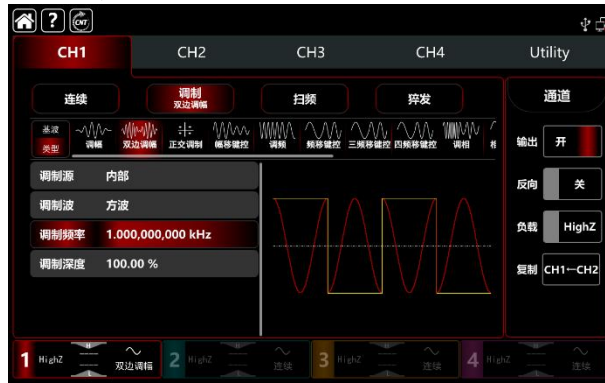 ? CNT
CH1 CH2 CH3 CH4 Utility
连续 调制 扫频 猝发 通道
双边调幅
基波 类型 调幅 双边调幅 正交调制 幅移键控 调频 频移键控 三频移键控 四频移键控 调相
输出 开
调制源 内部
反向 关
调制波 方波
负载 HighZ
调制频率 1.000,000,000 kHz
调制深度 100.00 %
复制 CH1←CH2
1 HighZ 双边调幅 2 HighZ 连续 3 HighZ 连续 4 HighZ 连续